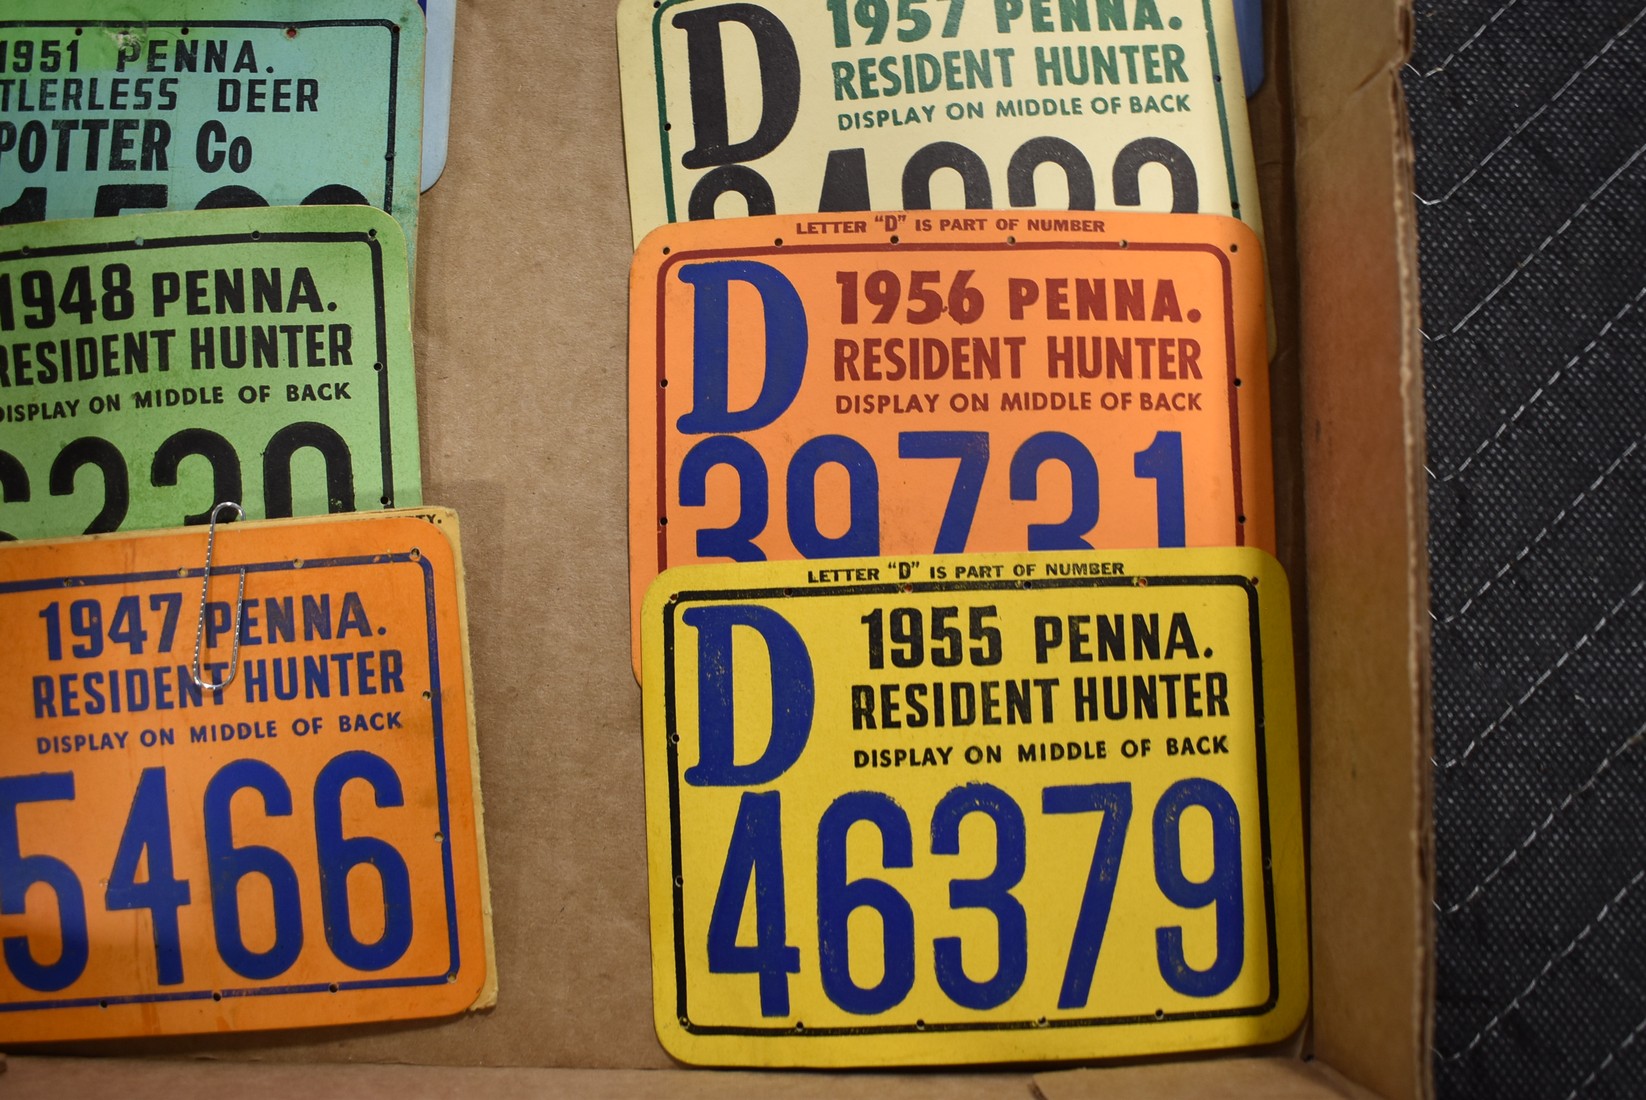 1951 PENNA.
TLERLESS DEER
POTTER Co
1948 PENNA.
RESIDENT HUNTER
DISPLAY ON MIDDLE OF BACK
6230
1947 PENNA.
RESIDENT HUNTER
DISPLAY ON MIDDLE OF BACK
5466
D
1957 PENNA.
RESIDENT HUNTER
DISPLAY ON MIDDLE OF BACK
LETTER "D" IS PART OF NUMBER
D
1956 PENNA.
RESIDENT HUNTER
DISPLAY ON MIDDLE OF BACK
39731
LETTER "D" IS PART OF NUMBER
D
1955 PENNA.
RESIDENT HUNTER
DISPLAY ON MIDDLE OF BACK
46379